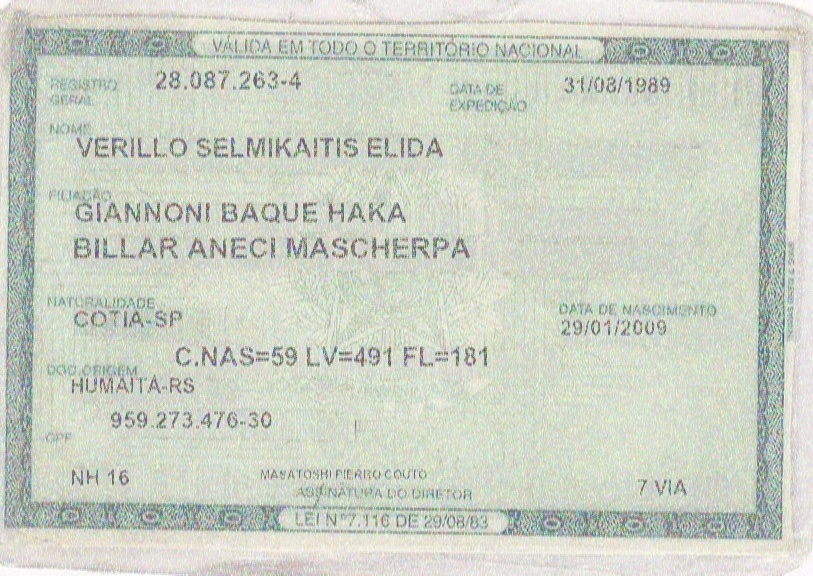 VÁLIDA EM TODO O TERRITÓRIO NACIONAL
REGISTRO GERAL 28.087.263-4 DATA DE EXPEDIÇÃO 31/08/1989
NOME
VERILLO SELMIKAITIS ELIDA
FILIAÇÃO
GIANNONI BAQUE HAKA
BILLAR ANECI MASCHERPA
NATURALIDADE DATA DE NASCIMENTO
COTIA-SP 29/01/2009
C.NAS=59 LV=491 FL=181
DOC.ORIGEM
HUMAITÁ-RS
959.273.476-30
CPF
NH 16 MASATOSHI PIERRO COUTO 7 VIA
ASSINATURA DO DIRETOR
LEI Nº 7.116 DE 29/08/83